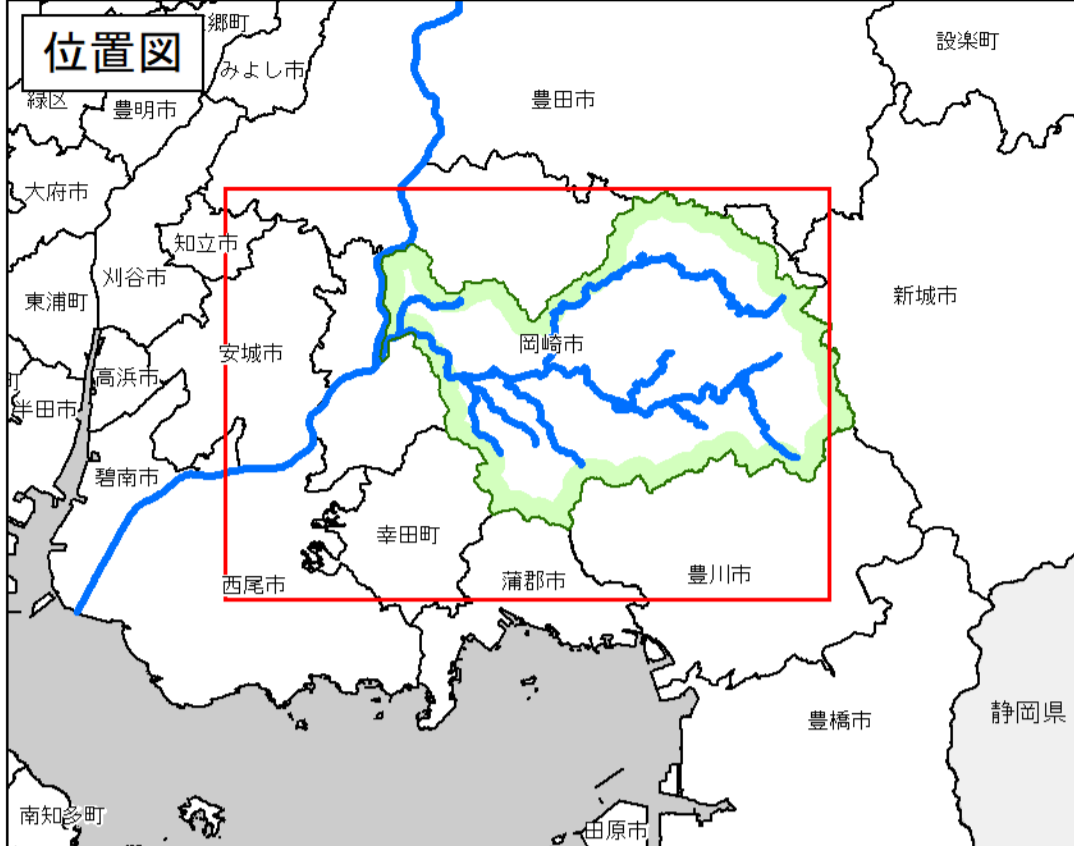 位置図
郷町
みよし市
設楽町
緑区
豊明市
豊田市
大府市
知立市
刈谷市
東浦町
新城市
岡崎市
安城市
高浜市
町
半田市
碧南市
幸田町
西尾市
蒲郡市
豊川市
豊橋市
静岡県
南知多町
田原市